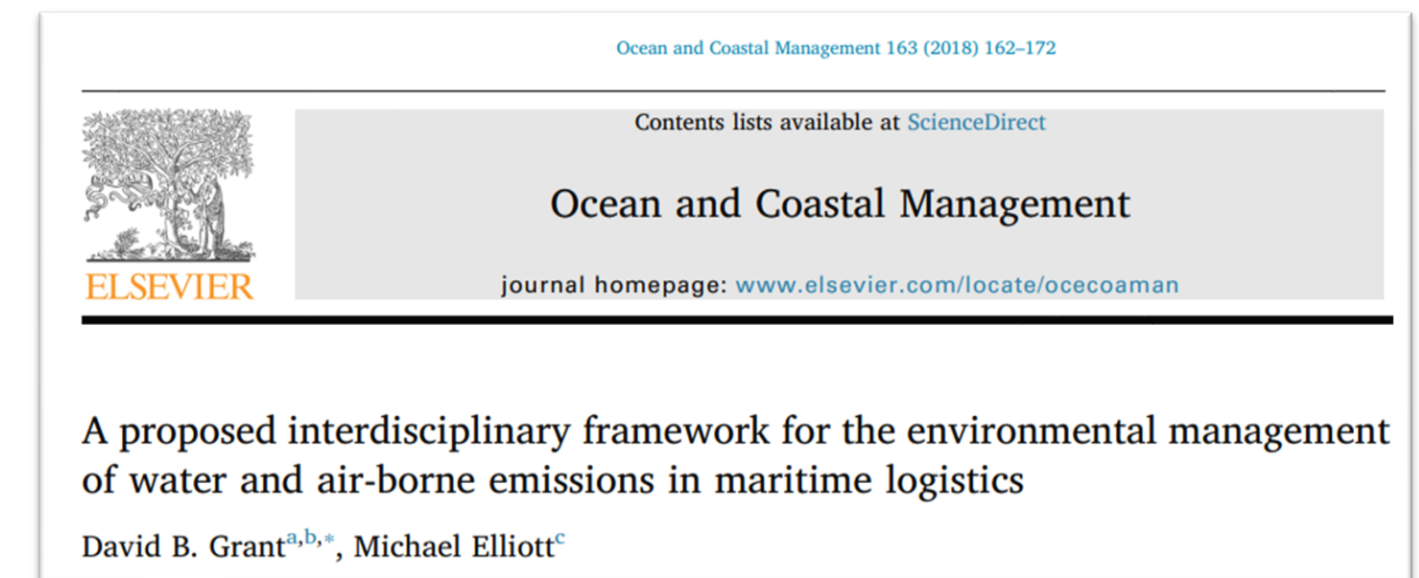 Ocean and Coastal Management 163 (2018) 162–172
Contents lists available at ScienceDirect
Ocean and Coastal Management
journal homepage: www.elsevier.com/locate/ocecoaman
ELSEVIER
A proposed interdisciplinary framework for the environmental management
of water and air-borne emissions in maritime logistics
David B. Grant^a,b,*, Michael Elliott^c